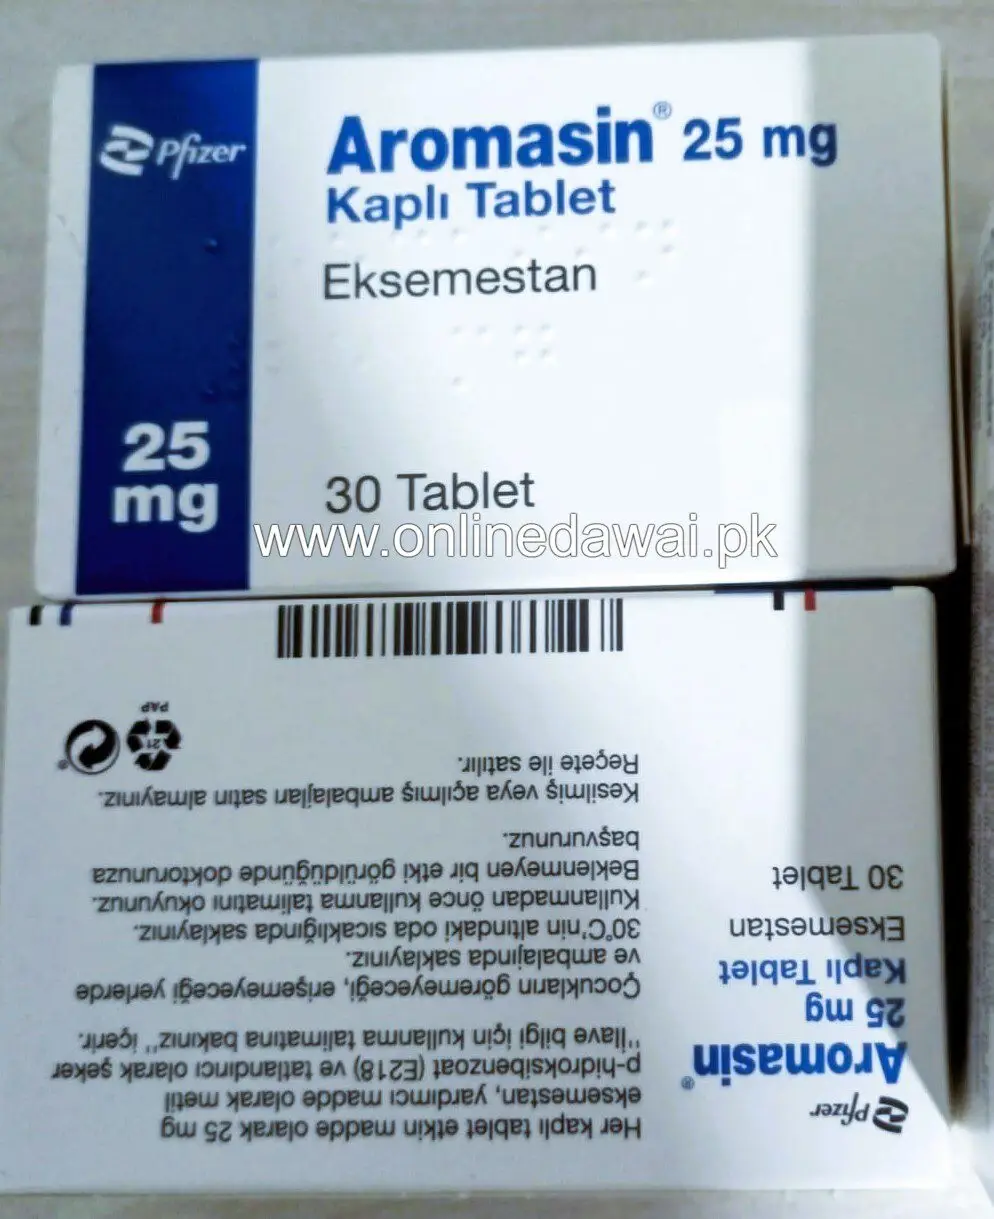 Pfizer
Aromasin® 25 mg
Kaplı Tablet
Eksemestan
25
mg
30 Tablet
www.onlinedawai.pk
Pfizer
Aromasin®
25 mg
Kaplı Tablet
Eksemestan
30 Tablet
Her kaplı tablet etkin madde olarak 25 mg
eksemestan, yardımcı madde olarak metil
p-hidroksibenzoat (E218) ve tatlandırıcı olarak şeker
"ilave bilgi için kullanma talimatına bakınız" içerir.
Çocukların göremeyeceği, erişemeyeceği yerlerde
ve ambalajında saklayınız.
30°C'nin altındaki oda sıcaklığında saklayınız.
Kullanmadan önce kullanma talimatını okuyunuz.
Beklenmeyen bir etki görüldüğünde doktorunuza
başvurunuz.
Kesilmiş veya açılmış ambalajları satın almayınız.
Reçete ile satılır.
21
PAP